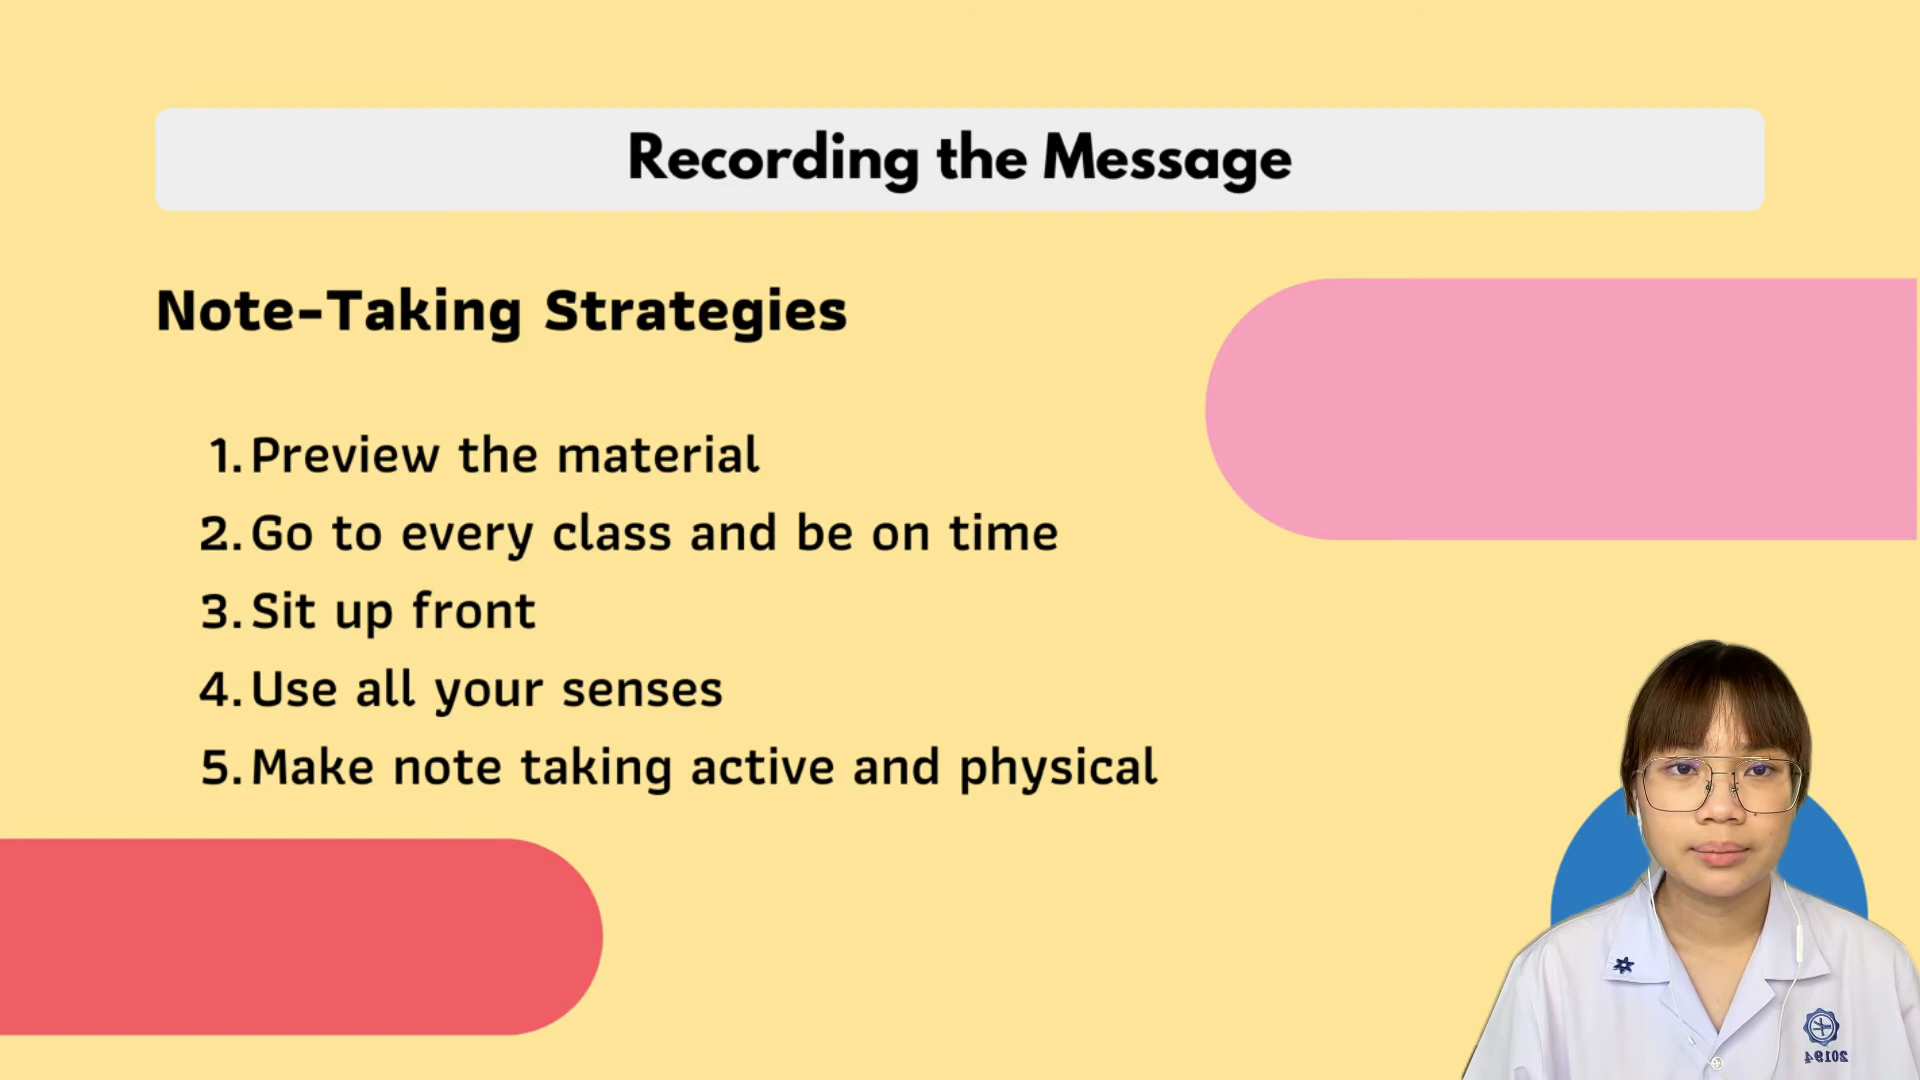 Recording the Message
Note-Taking Strategies
1. Preview the material
2. Go to every class and be on time
3. Sit up front
4. Use all your senses
5. Make note taking active and physical
20194